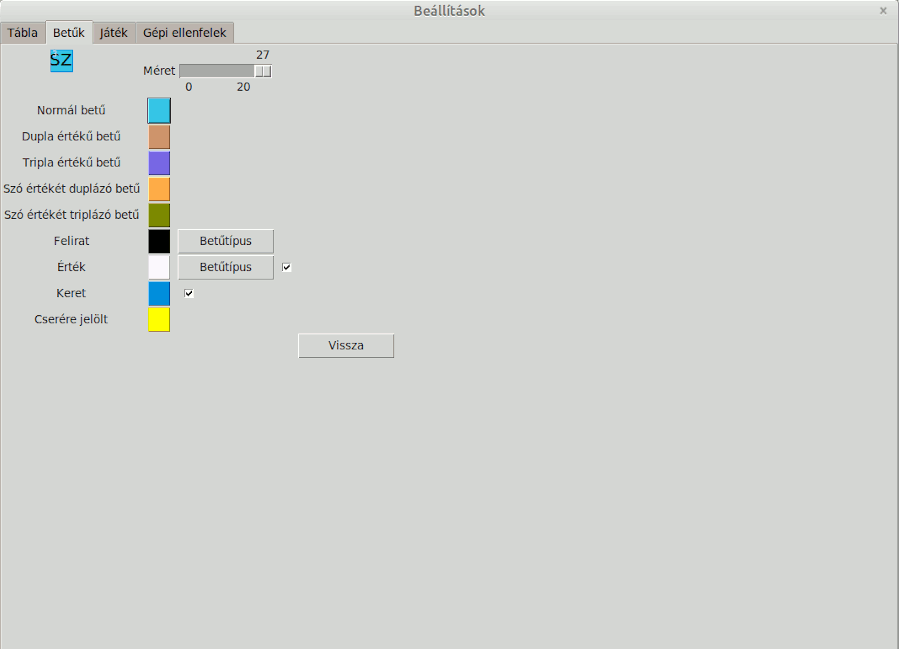 Beállítások
Tábla Betűk Játék Gépi ellenfelek
SZ
27
Méret
0 20
Normál betű
Dupla értékű betű
Tripla értékű betű
Szó értékét duplázó betű
Szó értékét triplázó betű
Felirat Betűtípus
Érték Betűtípus
Keret
Cserére jelölt
Vissza